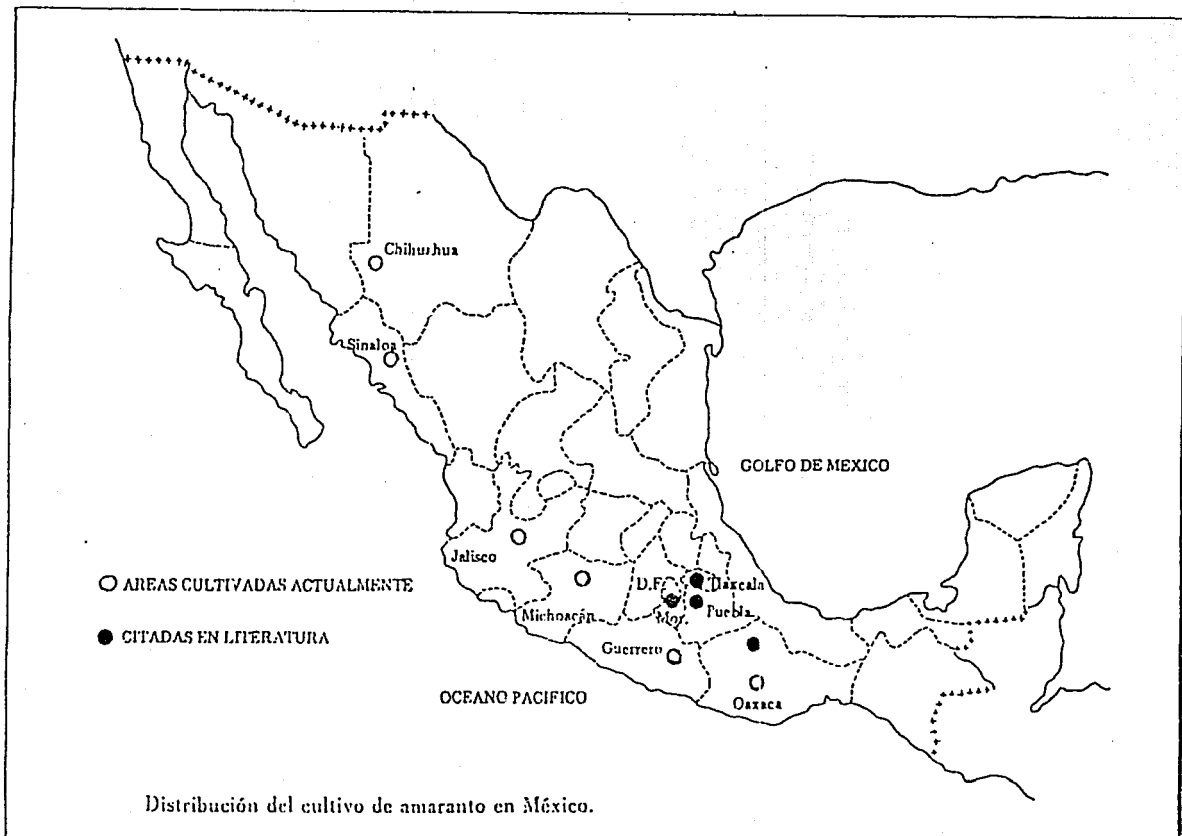 Chihuahua
Sinaloa
GOLFO DE MEXICO
Jalisco
O AREAS CULTIVADAS ACTUALMENTE
D.F.
Tlaxcala
Michoacán
Mor.
Puebla
● CITADAS EN LITERATURA
Guerrero
OCEANO PACIFICO
Oaxaca
Distribución del cultivo de amaranto en México.